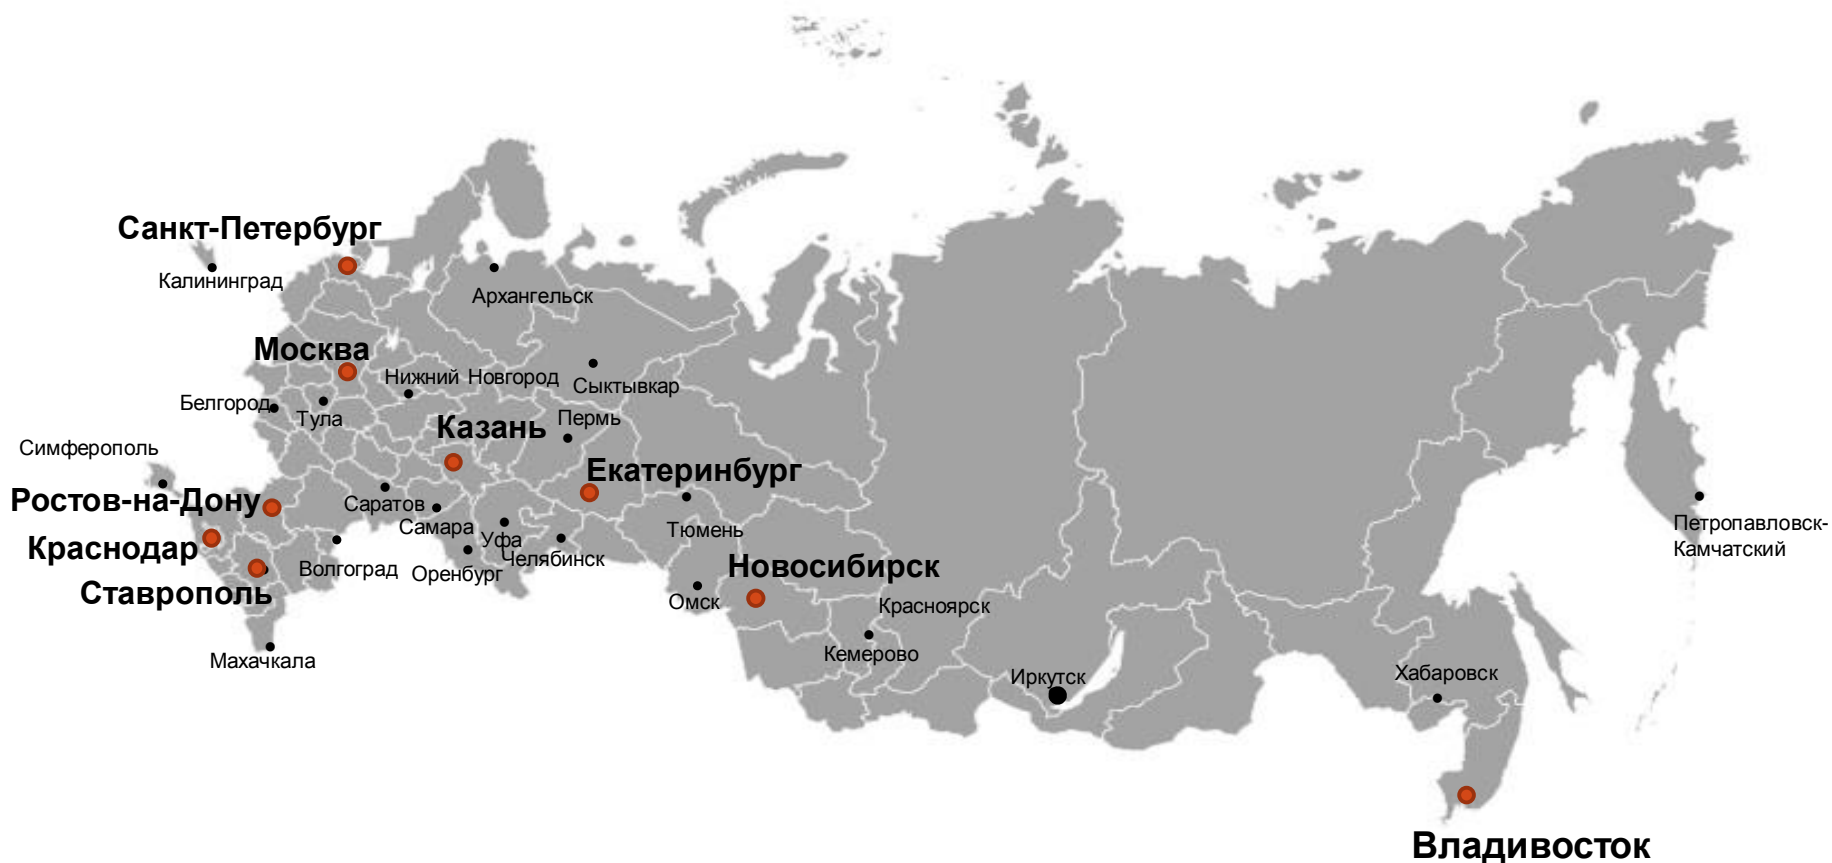 Санкт-Петербург
Калининград
Архангельск
Москва
Нижний Новгород
Сыктывкар
Белгород
Тула
Пермь
Казань
Симферополь
Екатеринбург
Ростов-на-Дону
Саратов
Самара
Тюмень
Петропавловск-
Камчатский
Уфа
Краснодар
Челябинск
Волгоград
Оренбург
Новосибирск
Ставрополь
Омск
Красноярск
Кемерово
Махачкала
Иркутск
Хабаровск
Владивосток